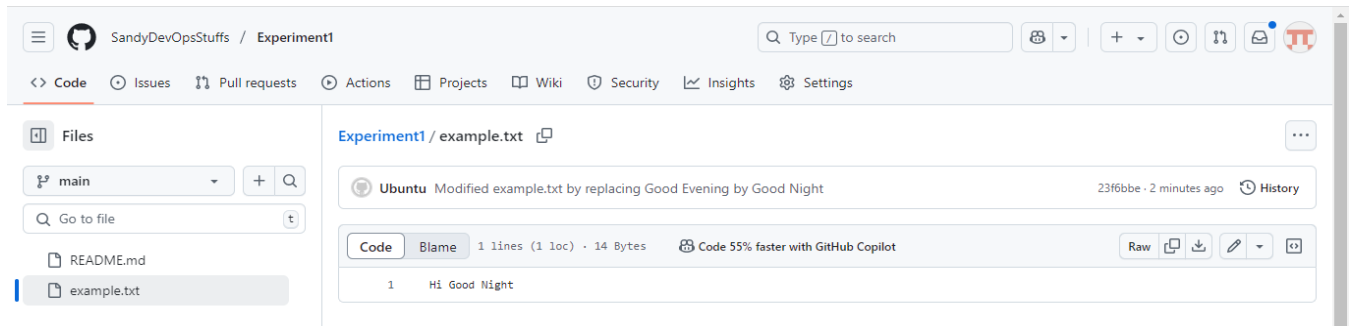 SandyDevOpsStuffs / Experiment1
Type / to search
<> Code Issues Pull requests Actions Projects Wiki Security Insights Settings
Files
main
Go to file t
README.md
example.txt
Experiment1 / example.txt
Ubuntu Modified example.txt by replacing Good Evening by Good Night 23f6bbe · 2 minutes ago History
Code Blame 1 lines (1 loc) · 14 Bytes Code 55% faster with GitHub Copilot Raw
1 Hi Good Night